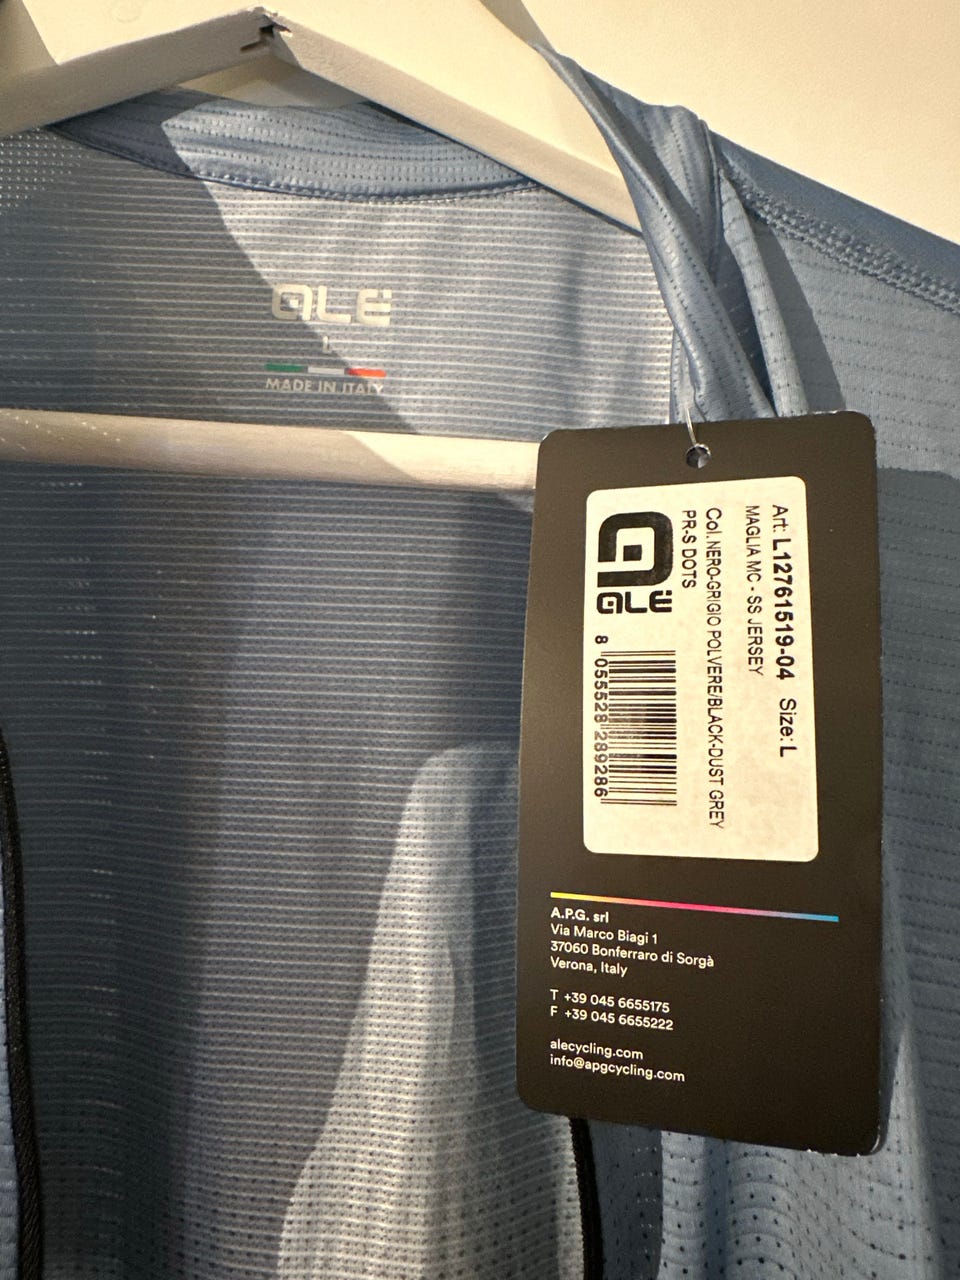 ALÉ
L
MADE IN ITALY
Art: L12761519-04 Size: L
MAGLIA MC - SS JERSEY
Col. NERO-GRIGIO POLVERE/BLACK-DUST GREY
PR-S DOTS
ALÉ
8 055528 289286
A.P.G. srl
Via Marco Biagi 1
37060 Bonferraro di Sorgà
Verona, Italy
T +39 045 6655175
F +39 045 6655222
alecycling.com
info@apgcycling.com